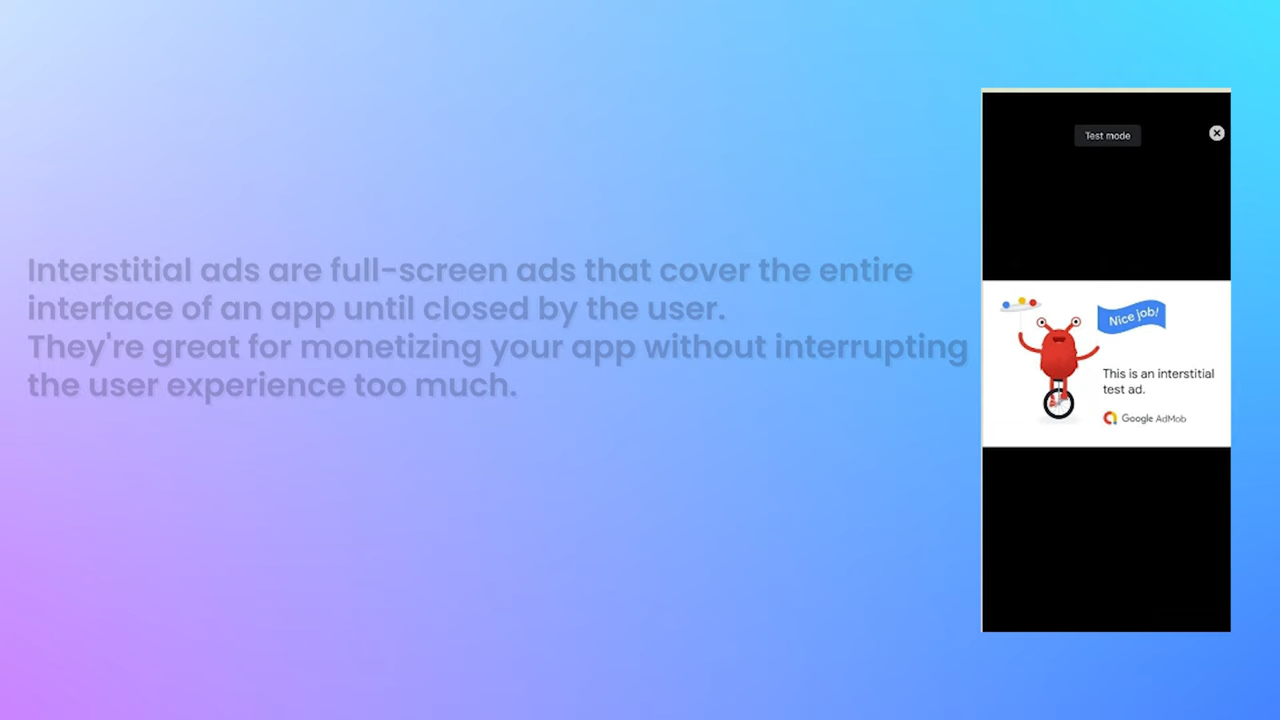 Interstitial ads are full-screen ads that cover the entire
interface of an app until closed by the user.
They're great for monetizing your app without interrupting
the user experience too much.
Test mode
Nice job!
This is an interstitial
test ad.
Google AdMob